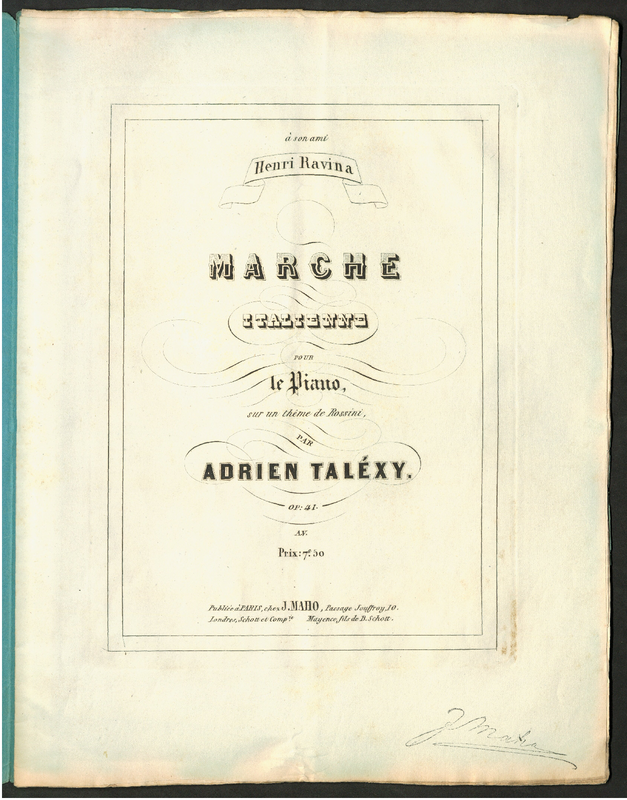 à son ami
Henri Ravina
MARCHE
ITALIENNE
POUR
le Piano,
sur un thême de Rossini,
PAR
ADRIEN TALÉXY.
OP: 41.
A.V.
Prix: 7f. 50
Publiée à PARIS, chez J. MAHO, Passage Jouffroy, 10.
Londres, Schott et Compie. Mayence, fils de B. Schott.
J Maho